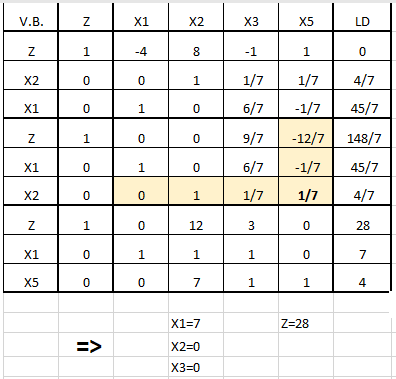 V.B. Z X1 X2 X3 X5 LD
Z 1 -4 8 -1 1 0
X2 0 0 1 1/7 1/7 4/7
X1 0 1 0 6/7 -1/7 45/7
Z 1 0 0 9/7 -12/7 148/7
X1 0 1 0 6/7 -1/7 45/7
X2 0 0 1 1/7 1/7 4/7
Z 1 0 12 3 0 28
X1 0 1 1 1 0 7
X5 0 0 7 1 1 4
X1=7 Z=28
=> X2=0
X3=0